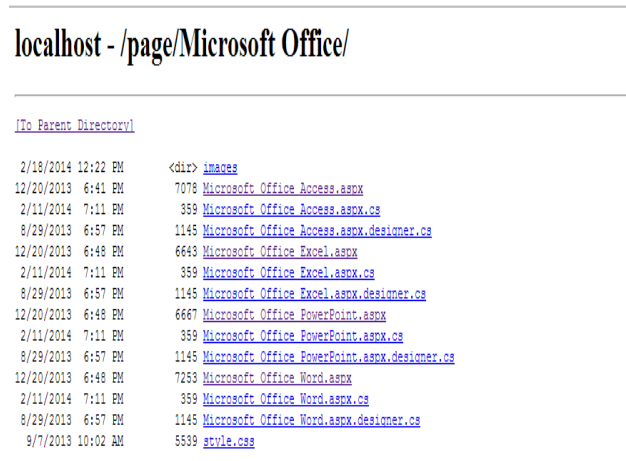 localhost - /page/Microsoft Office/
[To Parent Directory]
2/18/2014 12:22 PM <dir> images
12/20/2013 6:41 PM 7078 Microsoft Office Access.aspx
2/11/2014 7:11 PM 359 Microsoft Office Access.aspx.cs
8/29/2013 6:57 PM 1145 Microsoft Office Access.aspx.designer.cs
12/20/2013 6:48 PM 6643 Microsoft Office Excel.aspx
2/11/2014 7:11 PM 359 Microsoft Office Excel.aspx.cs
8/29/2013 6:57 PM 1145 Microsoft Office Excel.aspx.designer.cs
12/20/2013 6:48 PM 6667 Microsoft Office PowerPoint.aspx
2/11/2014 7:11 PM 359 Microsoft Office PowerPoint.aspx.cs
8/29/2013 6:57 PM 1145 Microsoft Office PowerPoint.aspx.designer.cs
12/20/2013 6:48 PM 7253 Microsoft Office Word.aspx
2/11/2014 7:11 PM 359 Microsoft Office Word.aspx.cs
8/29/2013 6:57 PM 1145 Microsoft Office Word.aspx.designer.cs
9/7/2013 10:02 AM 5539 style.css